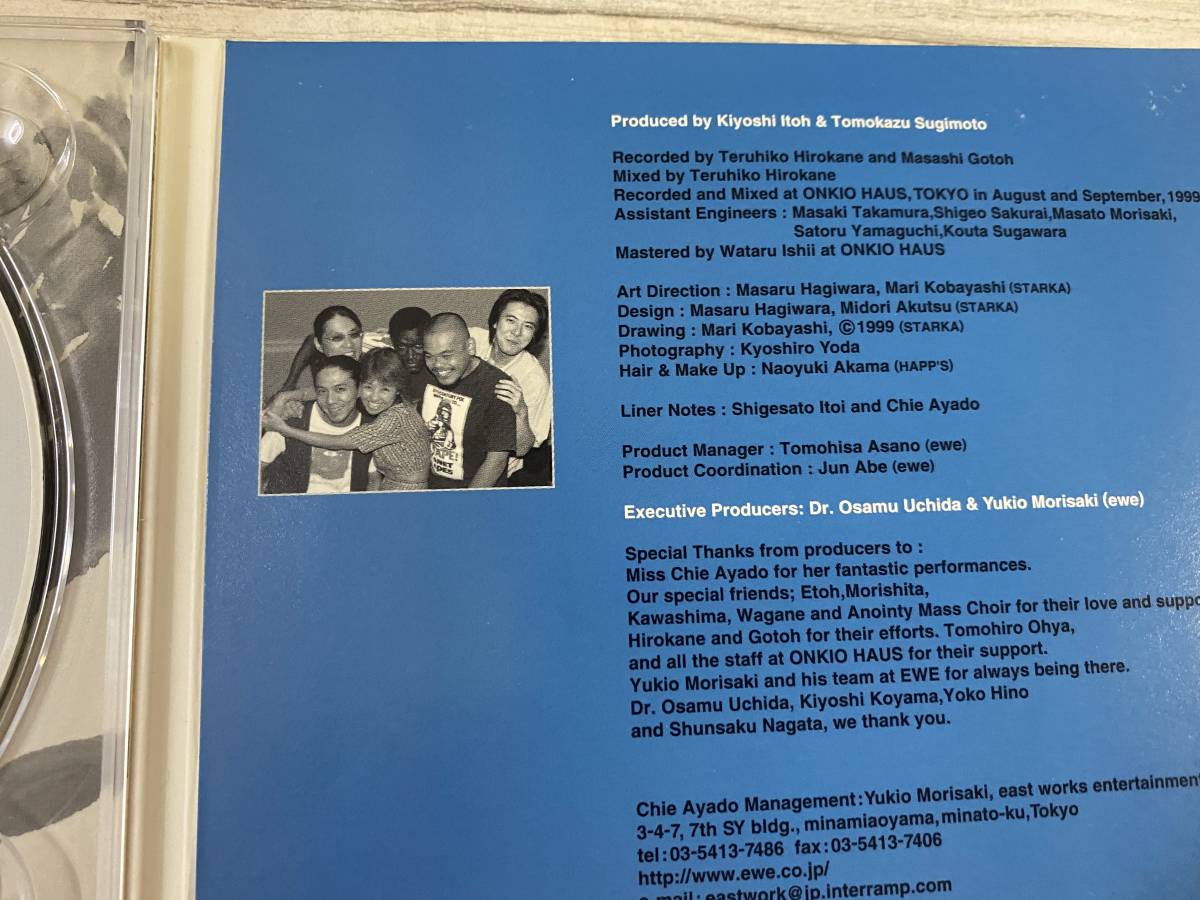 Produced by Kiyoshi Itoh & Tomokazu Sugimoto
Recorded by Teruhiko Hirokane and Masashi Gotoh
Mixed by Teruhiko Hirokane
Recorded and Mixed at ONKIO HAUS,TOKYO in August and September,1999
Assistant Engineers : Masaki Takamura,Shigeo Sakurai,Masato Morisaki,
Satoru Yamaguchi,Kouta Sugawara
Mastered by Wataru Ishii at ONKIO HAUS
Art Direction : Masaru Hagiwara, Mari Kobayashi (STARKA)
Design : Masaru Hagiwara, Midori Akutsu (STARKA)
Drawing : Mari Kobayashi, ©1999 (STARKA)
Photography : Kyoshiro Yoda
Hair & Make Up : Naoyuki Akama (HAPP'S)
Liner Notes : Shigesato Itoi and Chie Ayado
Product Manager : Tomohisa Asano (ewe)
Product Coordination : Jun Abe (ewe)
Executive Producers: Dr. Osamu Uchida & Yukio Morisaki (ewe)
Special Thanks from producers to :
Miss Chie Ayado for her fantastic performances.
Our special friends; Etoh,Morishita,
Kawashima, Wagane and Anointy Mass Choir for their love and suppo
Hirokane and Gotoh for their efforts. Tomohiro Ohya,
and all the staff at ONKIO HAUS for their support.
Yukio Morisaki and his team at EWE for always being there.
Dr. Osamu Uchida, Kiyoshi Koyama,Yoko Hino
and Shunsaku Nagata, we thank you.
Chie Ayado Management:Yukio Morisaki, east works entertainment
3-4-7, 7th SY bldg., minamiaoyama,minato-ku,Tokyo
tel:03-5413-7486 fax:03-5413-7406
http://www.ewe.co.jp/
e-mail:eastwork@jp.interramp.com